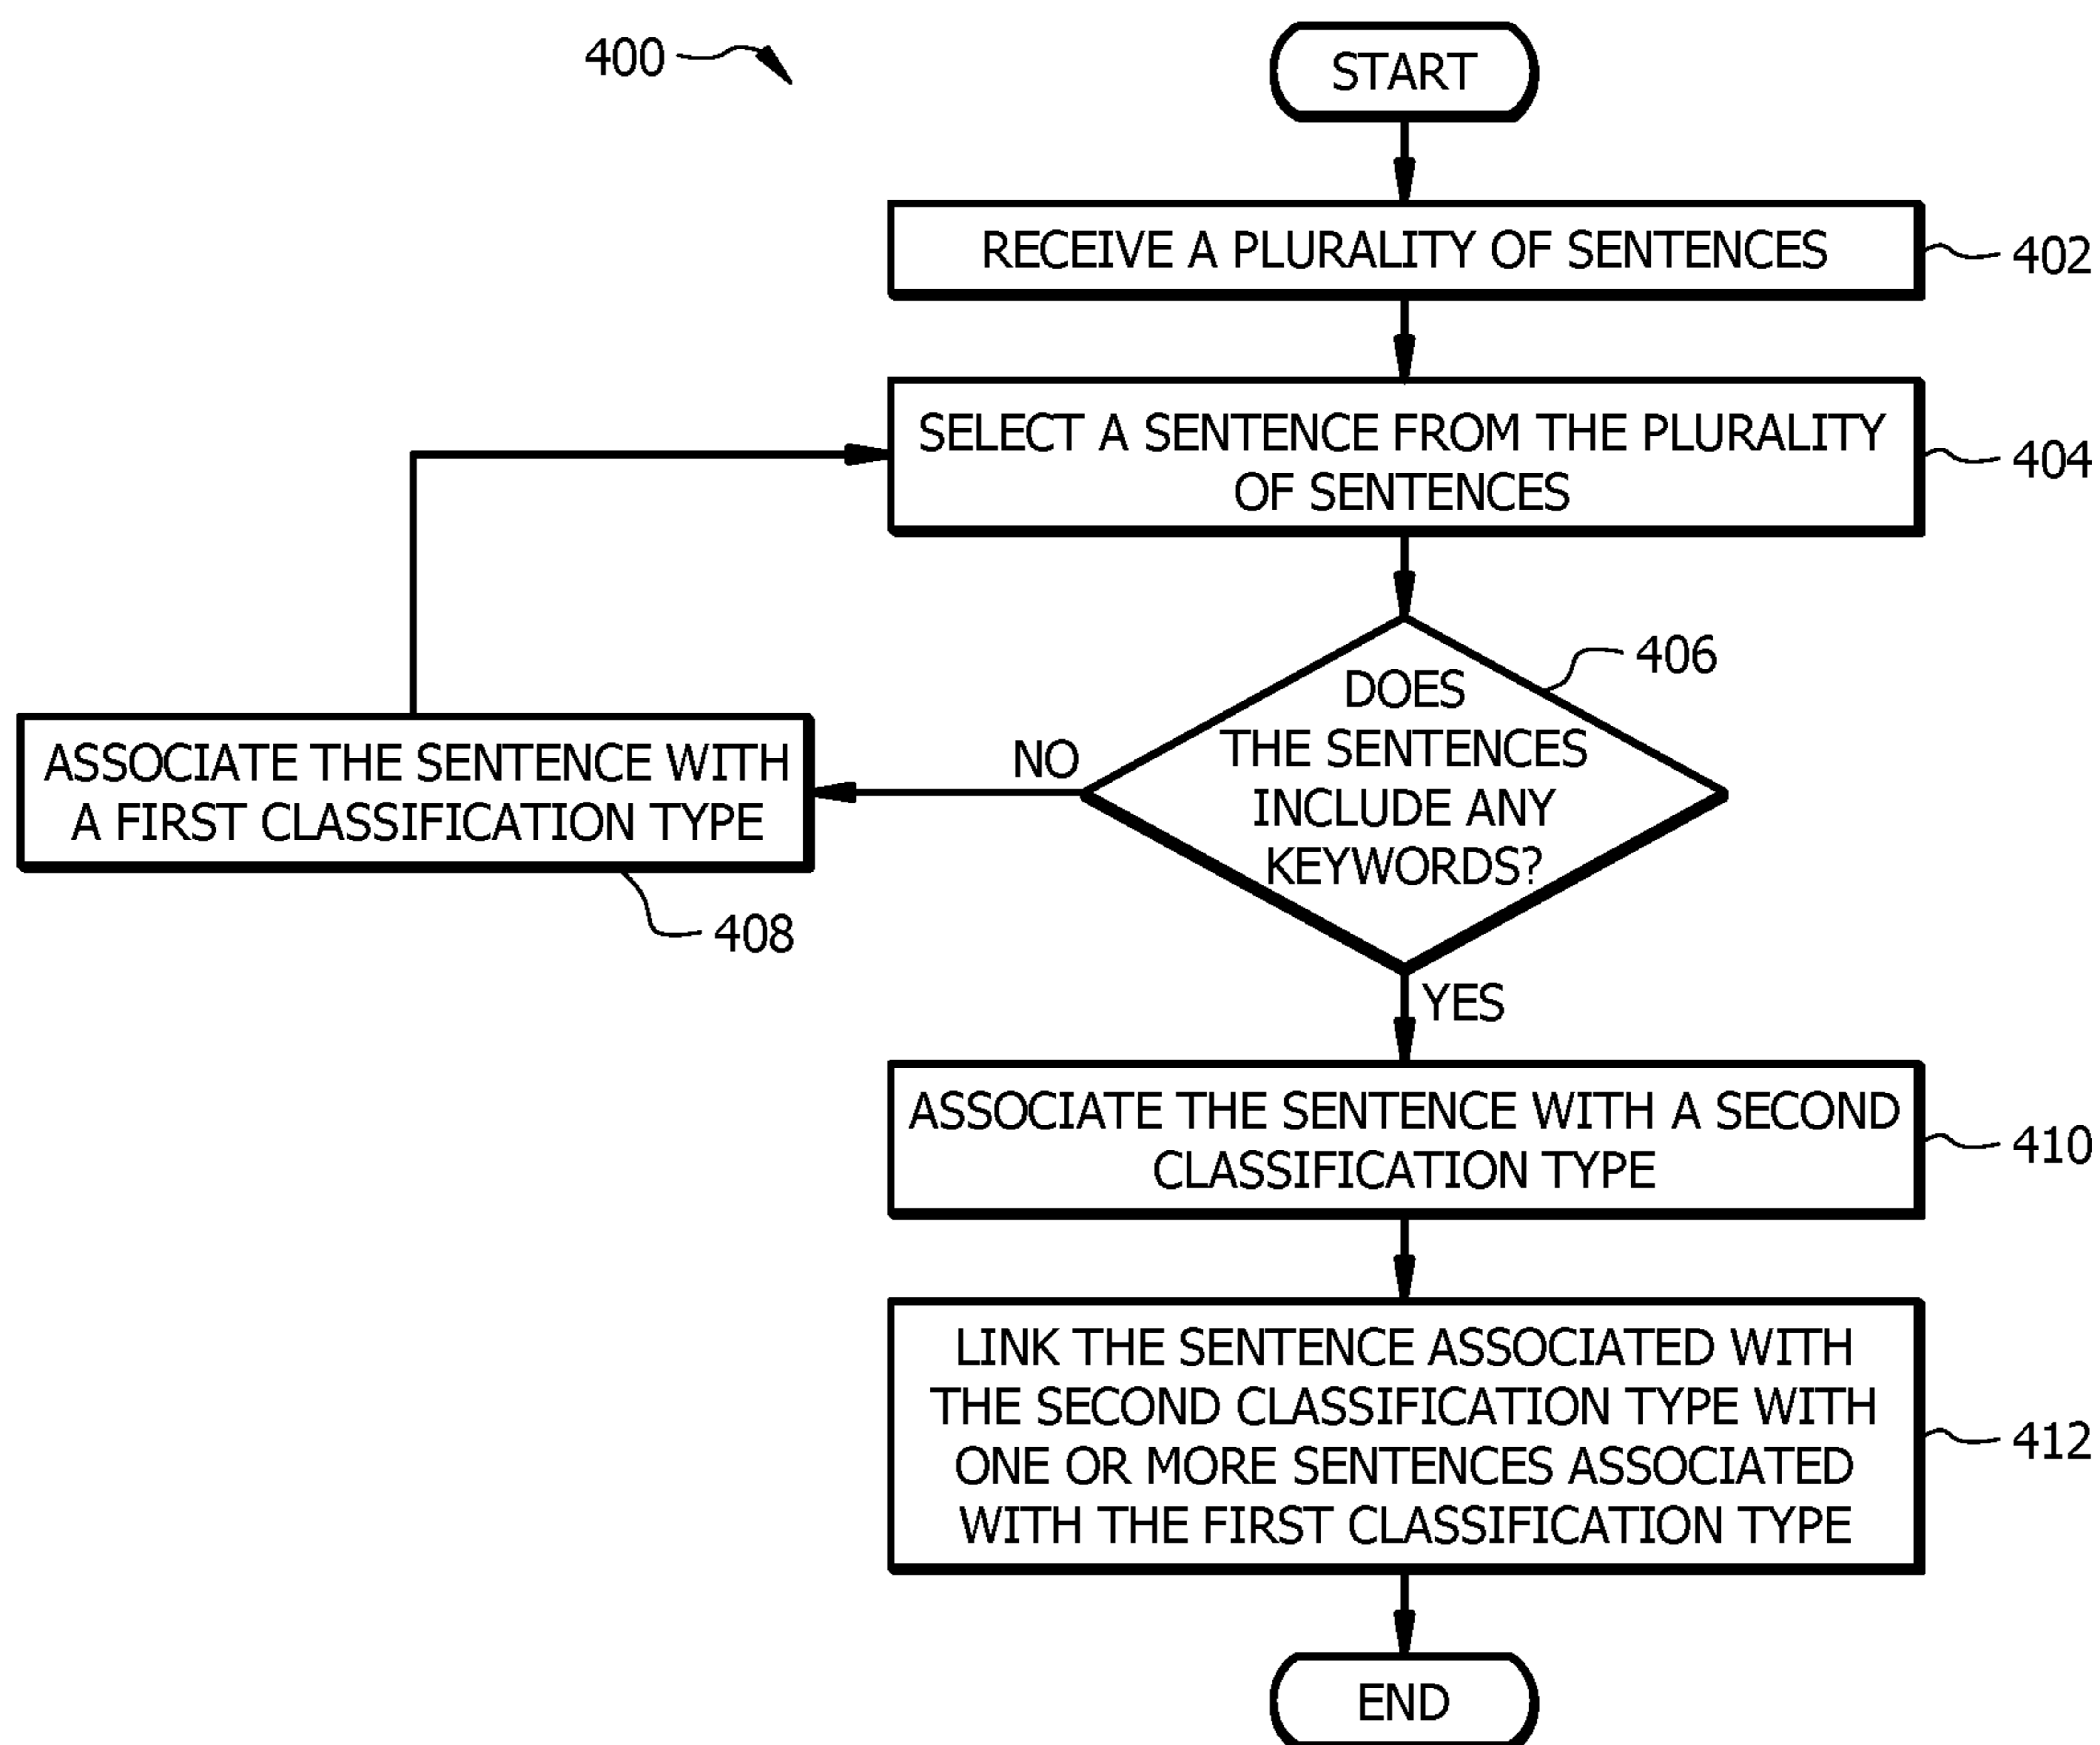 400
START
RECEIVE A PLURALITY OF SENTENCES
402
SELECT A SENTENCE FROM THE PLURALITY
OF SENTENCES
404
DOES
THE SENTENCES
INCLUDE ANY
KEYWORDS?
406
NO
ASSOCIATE THE SENTENCE WITH
A FIRST CLASSIFICATION TYPE
408
YES
ASSOCIATE THE SENTENCE WITH A SECOND
CLASSIFICATION TYPE
410
LINK THE SENTENCE ASSOCIATED WITH
THE SECOND CLASSIFICATION TYPE WITH
ONE OR MORE SENTENCES ASSOCIATED
WITH THE FIRST CLASSIFICATION TYPE
412
END